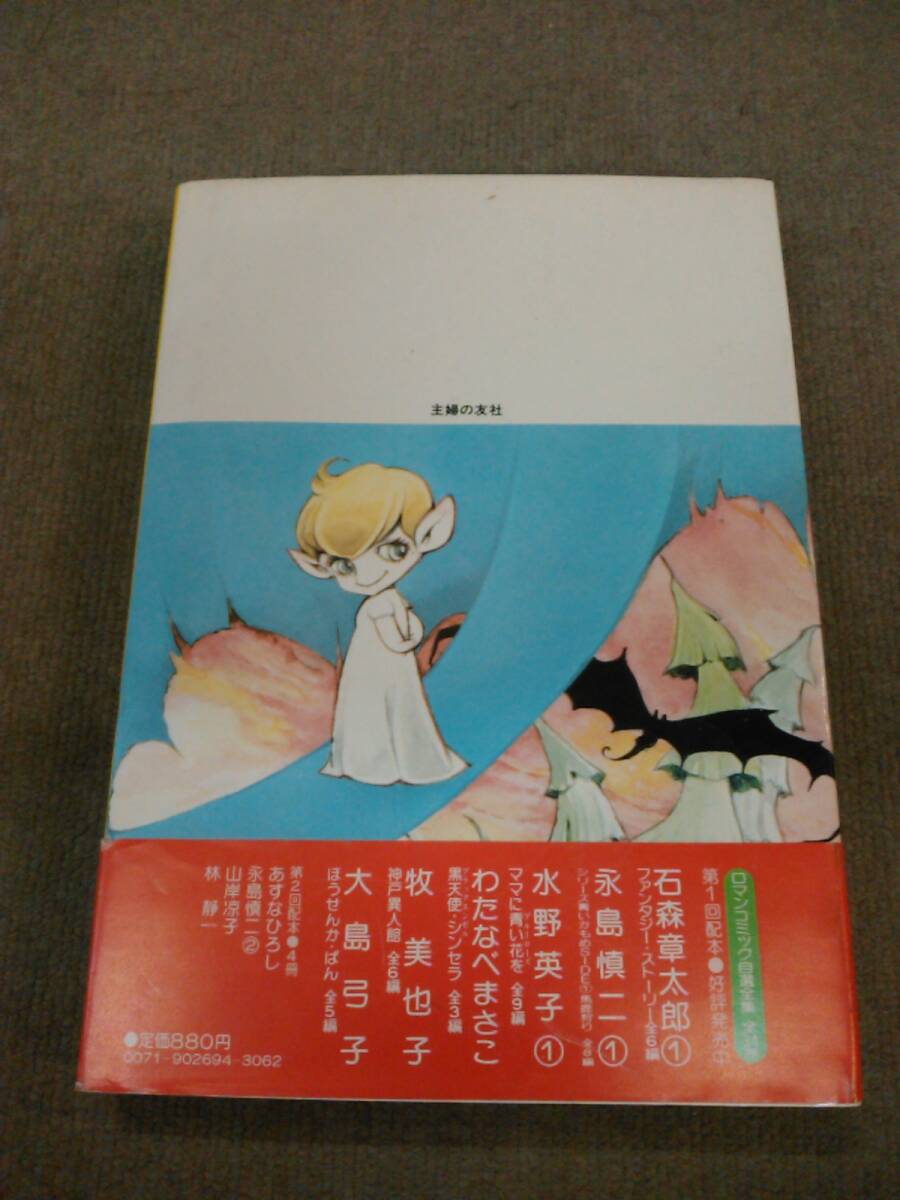 主婦の友社
ロマンコミック自選全集
第1回配本●好評発売中
石森章太郎①
ファンタジー・ストーリー 全6編
永島慎二①
水野英子①
ママに青い花を 全9編
わたなべまさこ
黒天使・シンセラ 全3編
牧美也子
神戸異人館 全6編
大島弓子
ほうせんか・ぱん 全5編
第2回配本●4冊
あすなひろし
永島慎二②
山岸凉子
林静一
●定価880円
0071-902694-3062